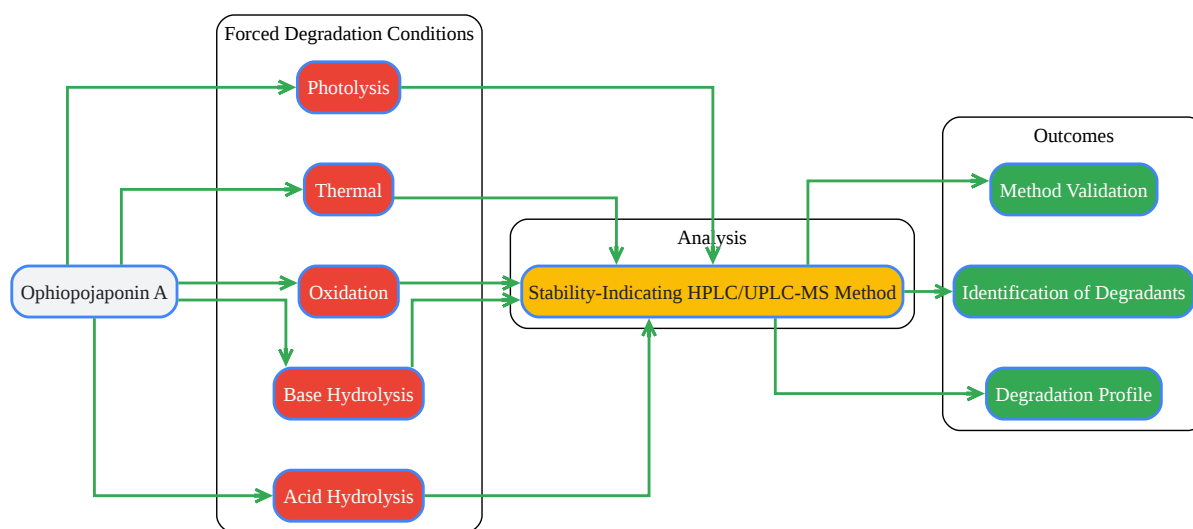 Forced Degradation Conditions
Photolysis
Thermal
Oxidation
Base Hydrolysis
Acid Hydrolysis
Ophiopojaponin A
Analysis
Stability-Indicating HPLC/UPLC-MS Method
Outcomes
Method Validation
Identification of Degradants
Degradation Profile